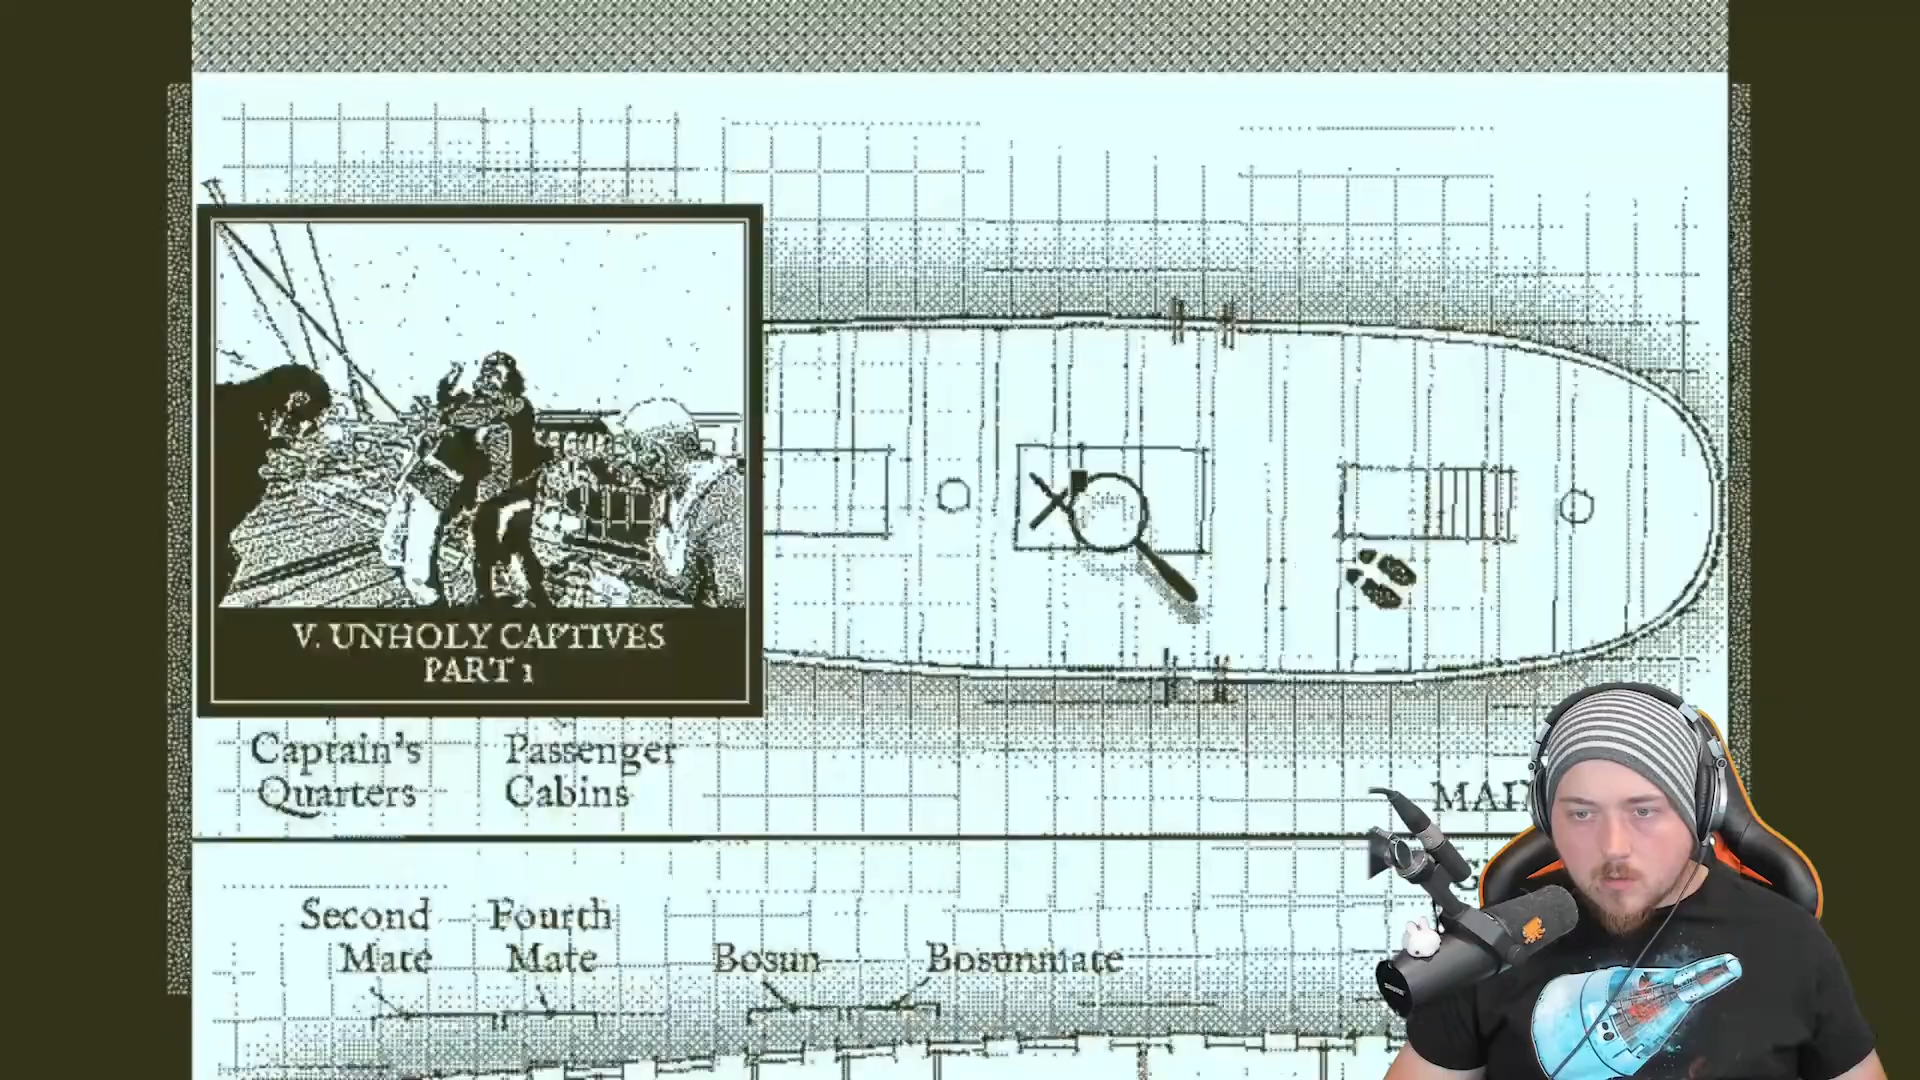 V. UNHOLY CAPTIVES
PART 1
Captain's
Quarters
Passenger
Cabins
Second
Mate
Fourth
Mate
Bosun
Bosunmate